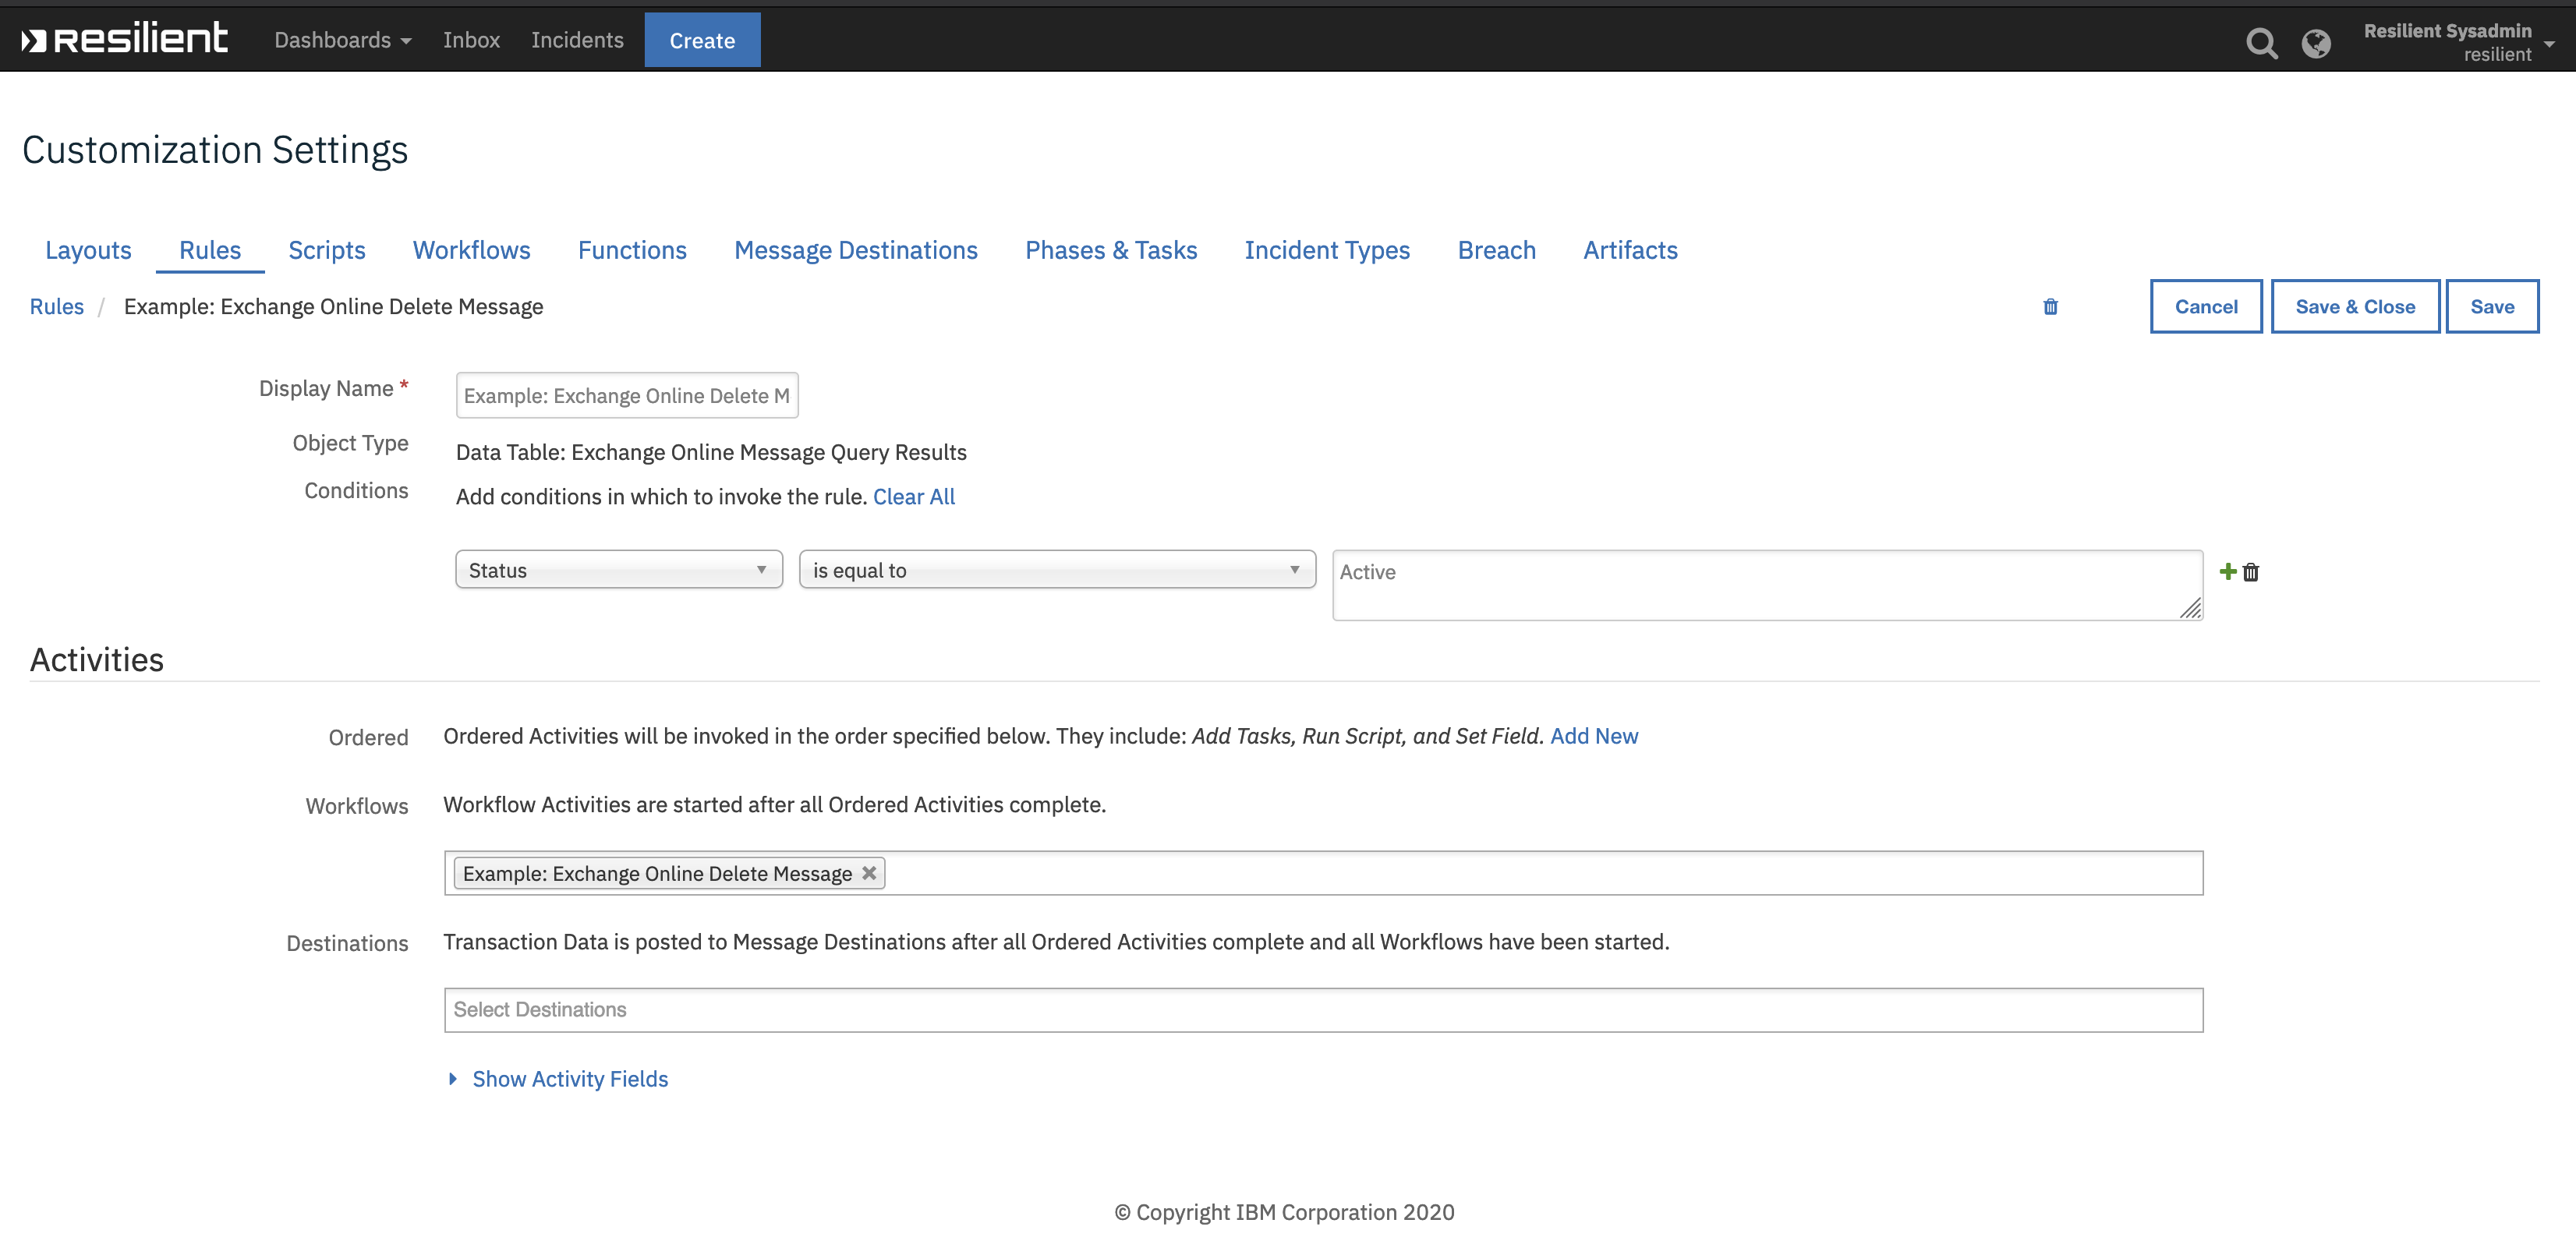 resilient Dashboards Inbox Incidents Create Resilient Sysadmin
resilient
Customization Settings
Layouts Rules Scripts Workflows Functions Message Destinations Phases & Tasks Incident Types Breach Artifacts
Rules / Example: Exchange Online Delete Message Cancel Save & Close Save
Display Name * Example: Exchange Online Delete M
Object Type Data Table: Exchange Online Message Query Results
Conditions Add conditions in which to invoke the rule. Clear All
Status is equal to Active
Activities
Ordered Ordered Activities will be invoked in the order specified below. They include: Add Tasks, Run Script, and Set Field. Add New
Workflows Workflow Activities are started after all Ordered Activities complete.
Example: Exchange Online Delete Message
Destinations Transaction Data is posted to Message Destinations after all Ordered Activities complete and all Workflows have been started.
Select Destinations
Show Activity Fields
© Copyright IBM Corporation 2020